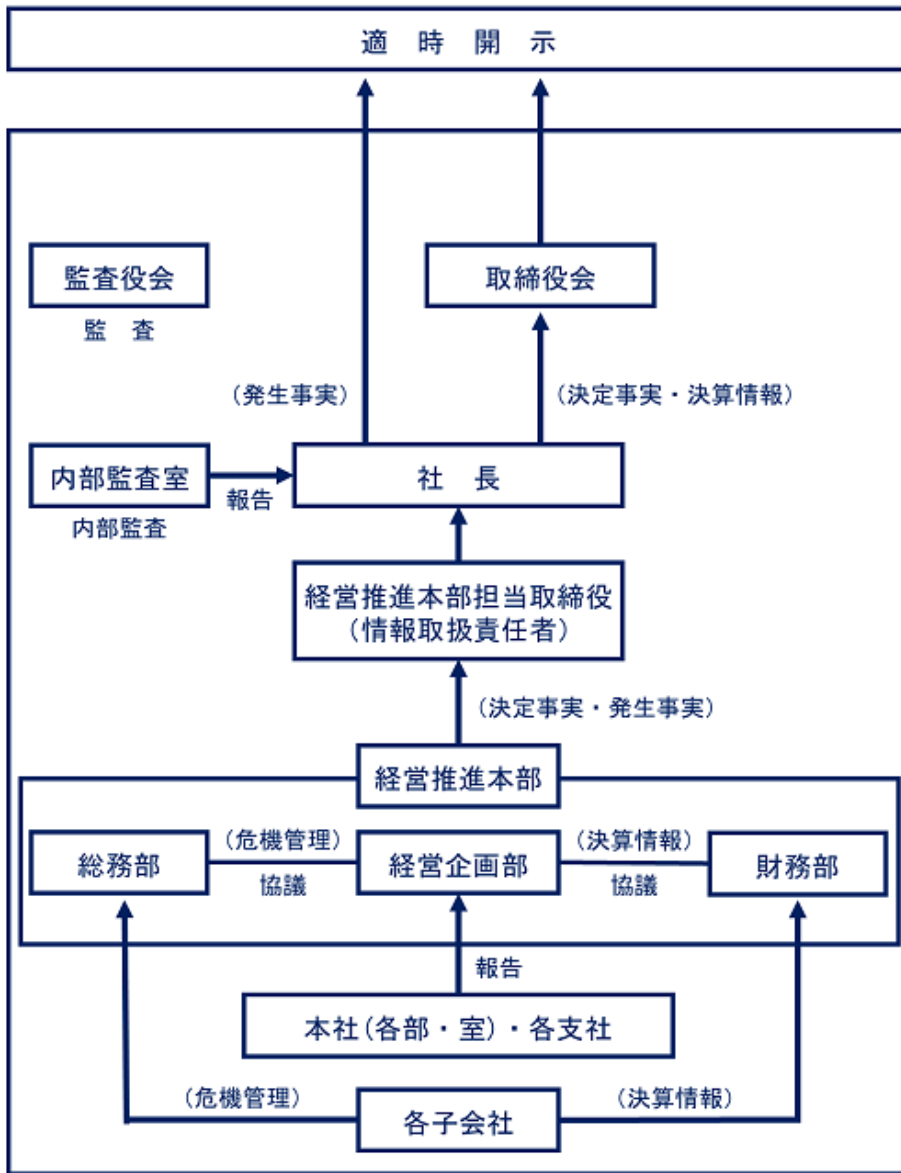 適 時 開 示
監査役会
監 査
取締役会
(発生事実)
(決定事実・決算情報)
内部監査室
内部監査
報告
社 長
経営推進本部担当取締役
(情報取扱責任者)
(決定事実・発生事実)
経営推進本部
総務部
(危機管理)
協議
経営企画部
(決算情報)
協議
財務部
報告
本社(各部・室)・各支社
(危機管理)
各子会社
(決算情報)